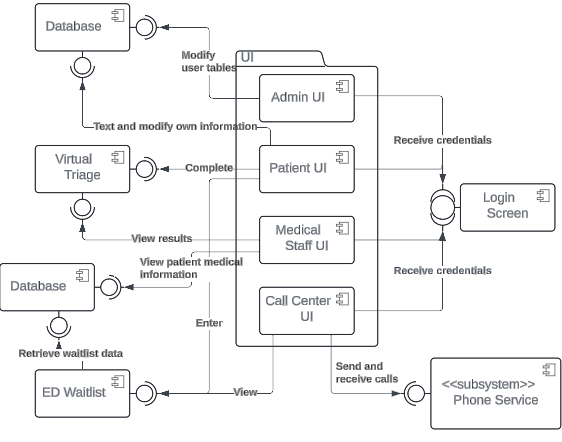 Database
Modify
user tables
UI
Admin UI
Text and modify own information
Receive credentials
Virtual
Triage
Complete
Patient UI
Login
Screen
View results
Medical
Staff UI
View patient medical
information
Receive credentials
Database
Call Center
UI
Enter
Retrieve waitlist data
Send and
receive calls
ED Waitlist
View
<<subsystem>>
Phone Service